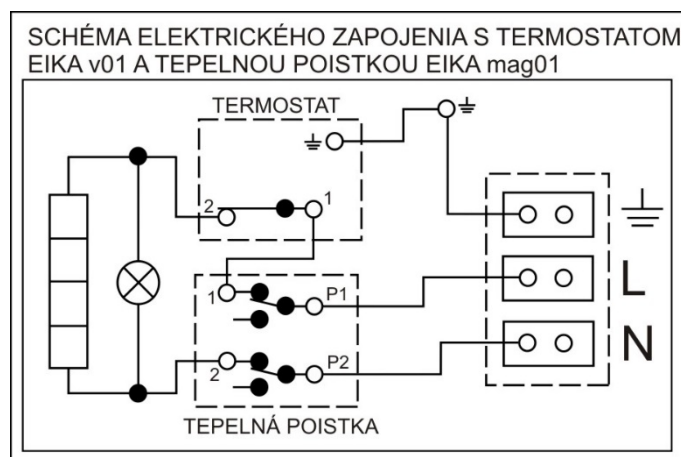 SCHÉMA ELEKTRICKÉHO ZAPOJENIA S TERMOSTATOM
EIKA v01 A TEPELNOU POISTKOU EIKA mag01
TERMOSTAT
2
1
L
1
P1
N
2
P2
TEPELNÁ POISTKA